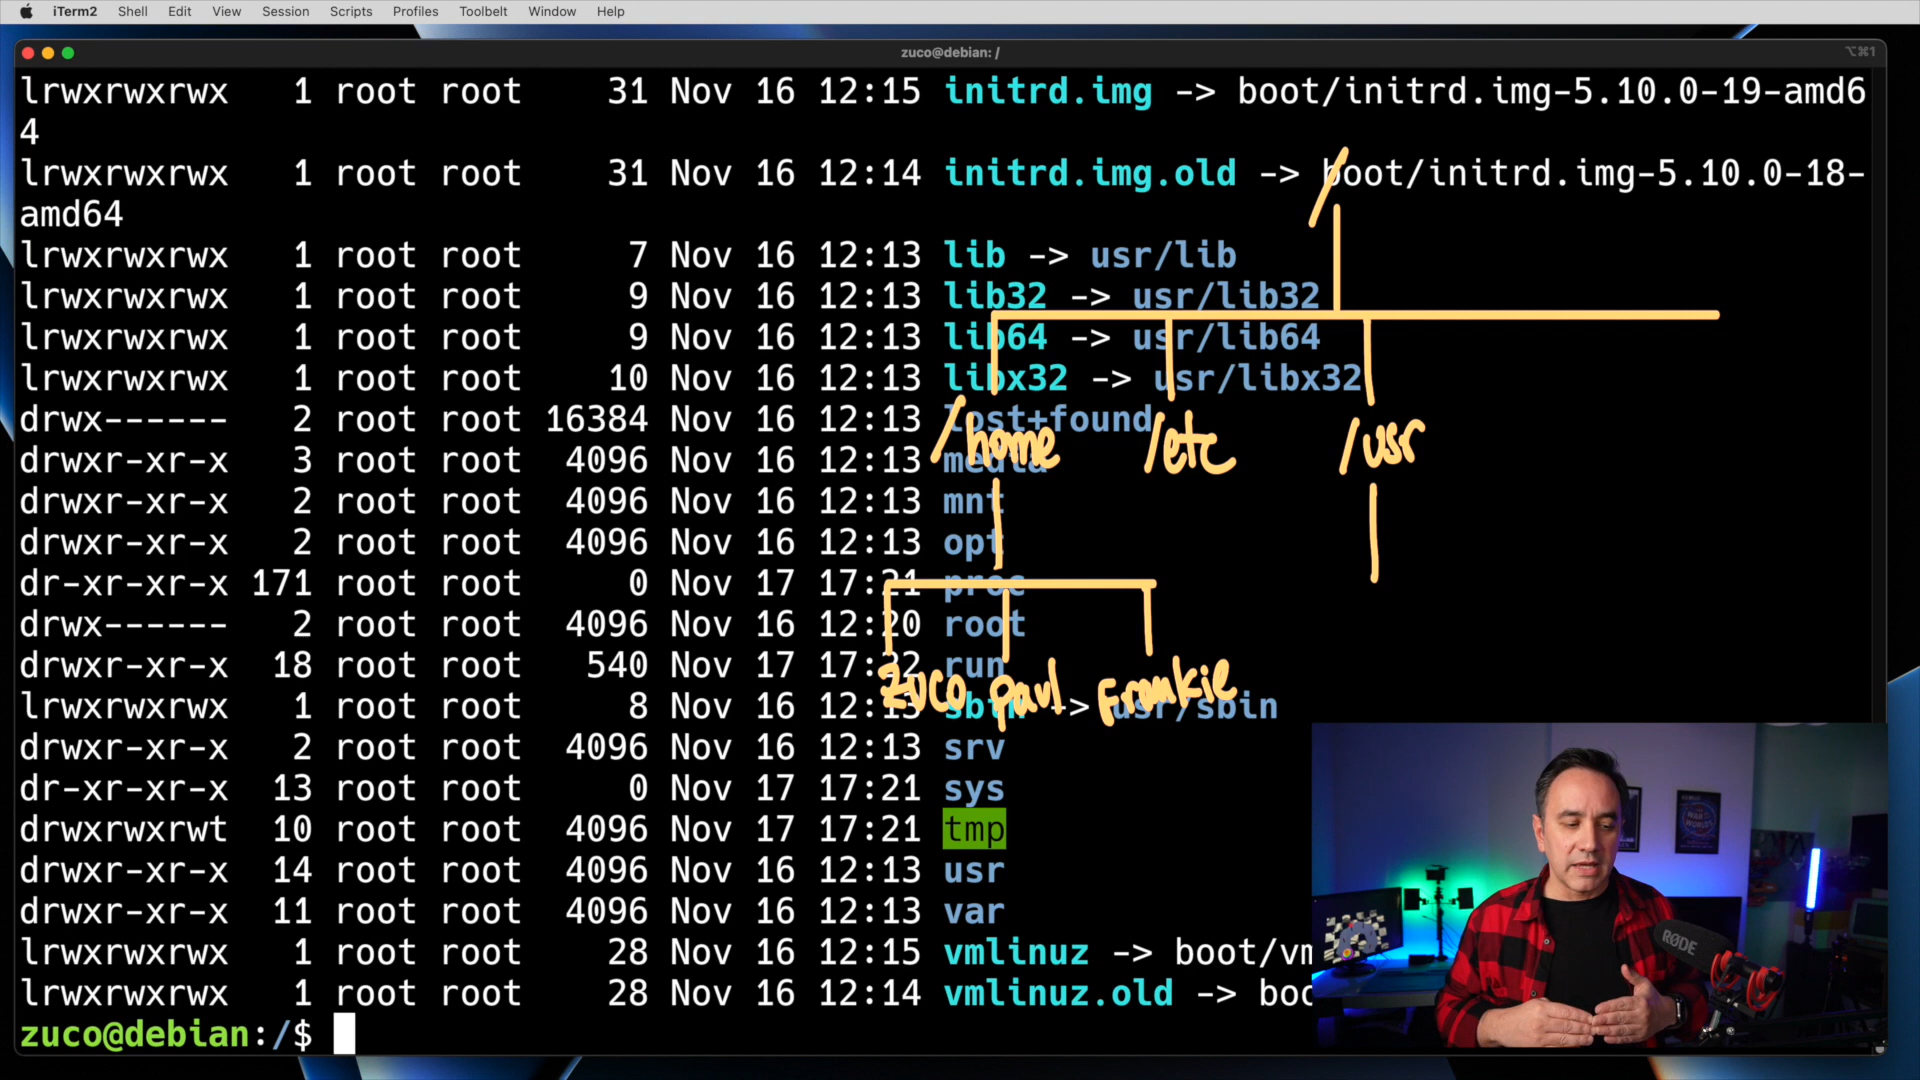 iTerm2 Shell Edit View Session Scripts Profiles Toolbelt Window Help
zuco@debian: / ⌥⌘1
lrwxrwxrwx 1 root root 31 Nov 16 12:15 initrd.img -> boot/initrd.img-5.10.0-19-amd6
4
lrwxrwxrwx 1 root root 31 Nov 16 12:14 initrd.img.old -> boot/initrd.img-5.10.0-18-
amd64
/
lrwxrwxrwx 1 root root 7 Nov 16 12:13 lib -> usr/lib
lrwxrwxrwx 1 root root 9 Nov 16 12:13 lib32 -> usr/lib32
lrwxrwxrwx 1 root root 9 Nov 16 12:13 lib64 -> usr/lib64
lrwxrwxrwx 1 root root 10 Nov 16 12:13 libx32 -> usr/libx32
drwx------ 2 root root 16384 Nov 16 12:13 lost+found
/home /etc /usr
drwxr-xr-x 3 root root 4096 Nov 16 12:13 media
drwxr-xr-x 2 root root 4096 Nov 16 12:13 mnt
drwxr-xr-x 2 root root 4096 Nov 16 12:13 opt
dr-xr-xr-x 171 root root 0 Nov 17 17:21 proc
drwx------ 2 root root 4096 Nov 16 12:20 root
drwxr-xr-x 18 root root 540 Nov 17 17:22 run
zuco paul Frankie
lrwxrwxrwx 1 root root 8 Nov 16 12:13 sbin -> usr/sbin
drwxr-xr-x 2 root root 4096 Nov 16 12:13 srv
dr-xr-xr-x 13 root root 0 Nov 17 17:21 sys
drwxrwxrwt 10 root root 4096 Nov 17 17:21 tmp
drwxr-xr-x 14 root root 4096 Nov 16 12:13 usr
drwxr-xr-x 11 root root 4096 Nov 16 12:13 var
lrwxrwxrwx 1 root root 28 Nov 16 12:15 vmlinuz -> boot/vm
lrwxrwxrwx 1 root root 28 Nov 16 12:14 vmlinuz.old -> boo
zuco@debian:/$
RØDE